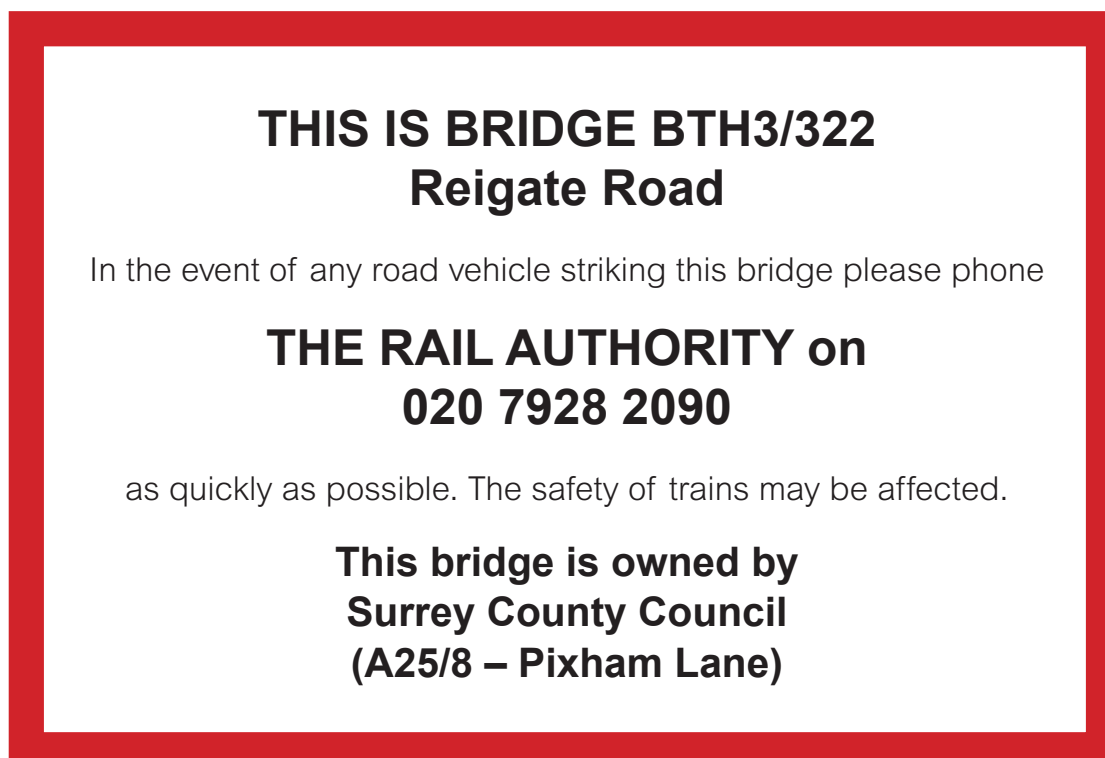 THIS IS BRIDGE BTH3/322
Reigate Road
In the event of any road vehicle striking this bridge please phone
THE RAIL AUTHORITY on
020 7928 2090
as quickly as possible. The safety of trains may be affected.
This bridge is owned by
Surrey County Council
(A25/8 – Pixham Lane)